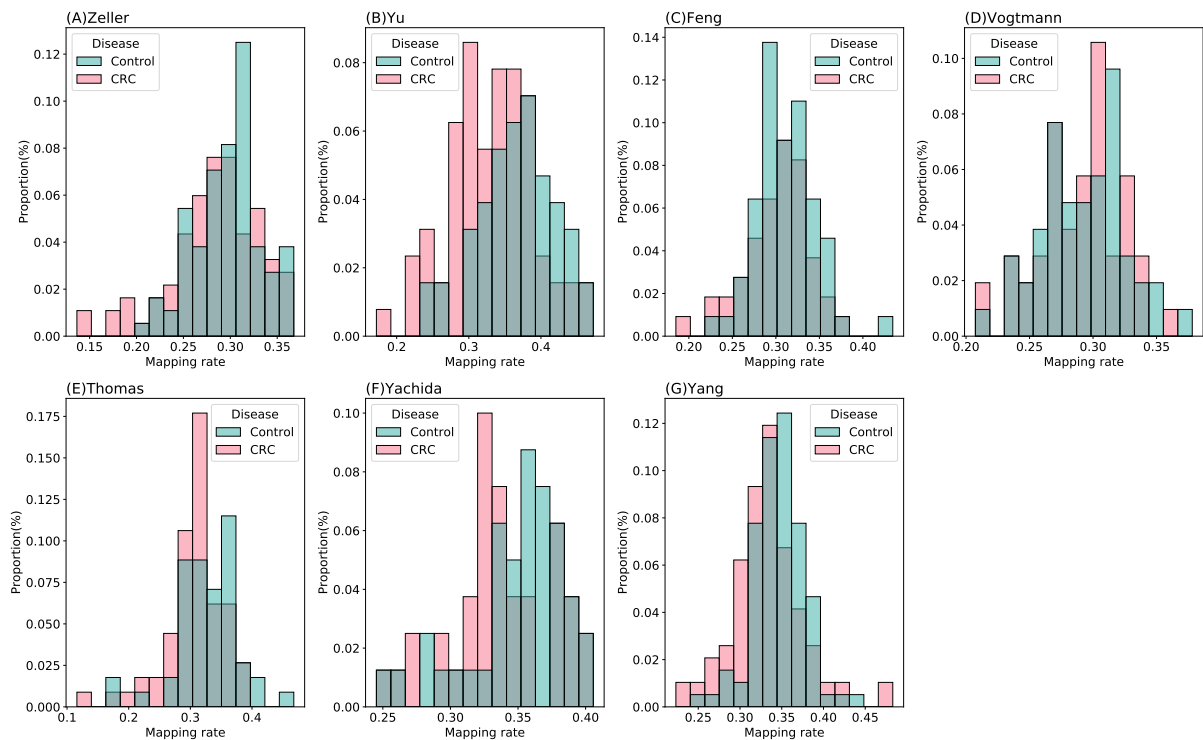 (A)Zeller
Disease
Control
CRC
Proportion(%)
0.12
0.10
0.08
0.06
0.04
0.02
0.00
0.15 0.20 0.25 0.30 0.35
Mapping rate
(B)Yu
Disease
Control
CRC
Proportion(%)
0.08
0.06
0.04
0.02
0.00
0.2 0.3 0.4
Mapping rate
(C)Feng
Disease
Control
CRC
Proportion(%)
0.14
0.12
0.10
0.08
0.06
0.04
0.02
0.00
0.20 0.25 0.30 0.35 0.40
Mapping rate
(D)Vogtmann
Disease
Control
CRC
Proportion(%)
0.10
0.08
0.06
0.04
0.02
0.00
0.20 0.25 0.30 0.35
Mapping rate
(E)Thomas
Disease
Control
CRC
Proportion(%)
0.175
0.150
0.125
0.100
0.075
0.050
0.025
0.000
0.1 0.2 0.3 0.4
Mapping rate
(F)Yachida
Disease
Control
CRC
Proportion(%)
0.10
0.08
0.06
0.04
0.02
0.00
0.25 0.30 0.35 0.40
Mapping rate
(G)Yang
Disease
Control
CRC
Proportion(%)
0.12
0.10
0.08
0.06
0.04
0.02
0.00
0.25 0.30 0.35 0.40 0.45
Mapping rate